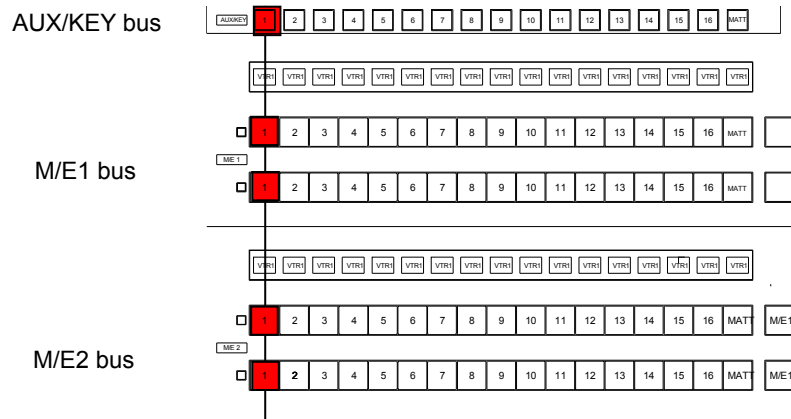 AUX/KEY bus AUX/KEY 1 2 3 4 5 6 7 8 9 10 11 12 13 14 15 16 MATT
VTR1 VTR1 VTR1 VTR1 VTR1 VTR1 VTR1 VTR1 VTR1 VTR1 VTR1 VTR1 VTR1 VTR1 VTR1 VTR1 VTR1
1 2 3 4 5 6 7 8 9 10 11 12 13 14 15 16 MATT
M/E1 bus M/E 1
1 2 3 4 5 6 7 8 9 10 11 12 13 14 15 16 MATT
VTR1 VTR1 VTR1 VTR1 VTR1 VTR1 VTR1 VTR1 VTR1 VTR1 VTR1 VTR1 VTR1 VTR1 VTR1 VTR1 VTR1
1 2 3 4 5 6 7 8 9 10 11 12 13 14 15 16 MATT M/E1
M/E2 bus M/E 2
1 2 3 4 5 6 7 8 9 10 11 12 13 14 15 16 MATT M/E1